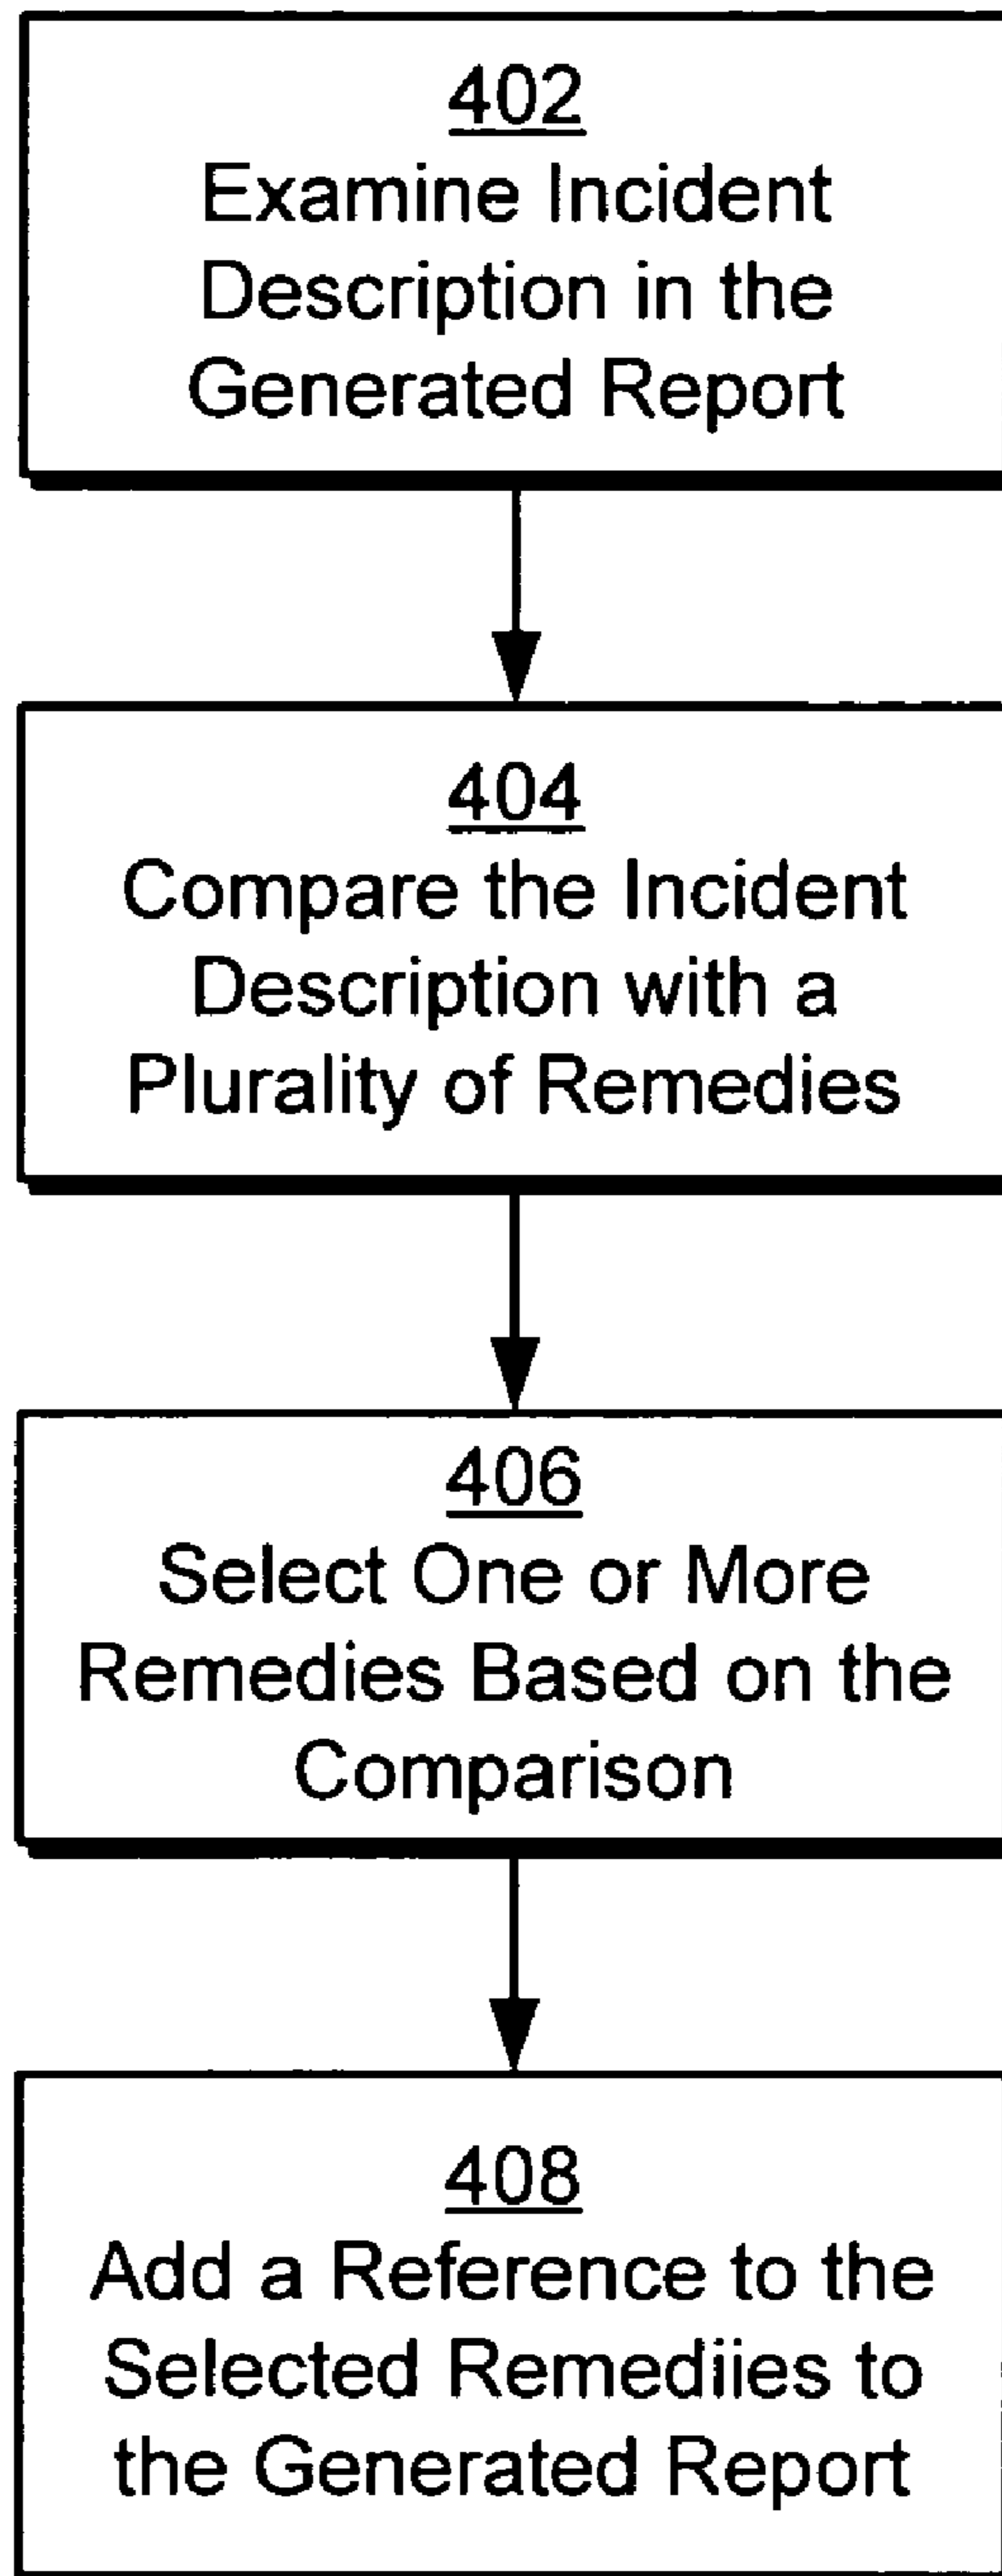 402
Examine Incident
Description in the
Generated Report
404
Compare the Incident
Description with a
Plurality of Remedies
406
Select One or More
Remedies Based on the
Comparison
408
Add a Reference to the
Selected Remediies to
the Generated Report